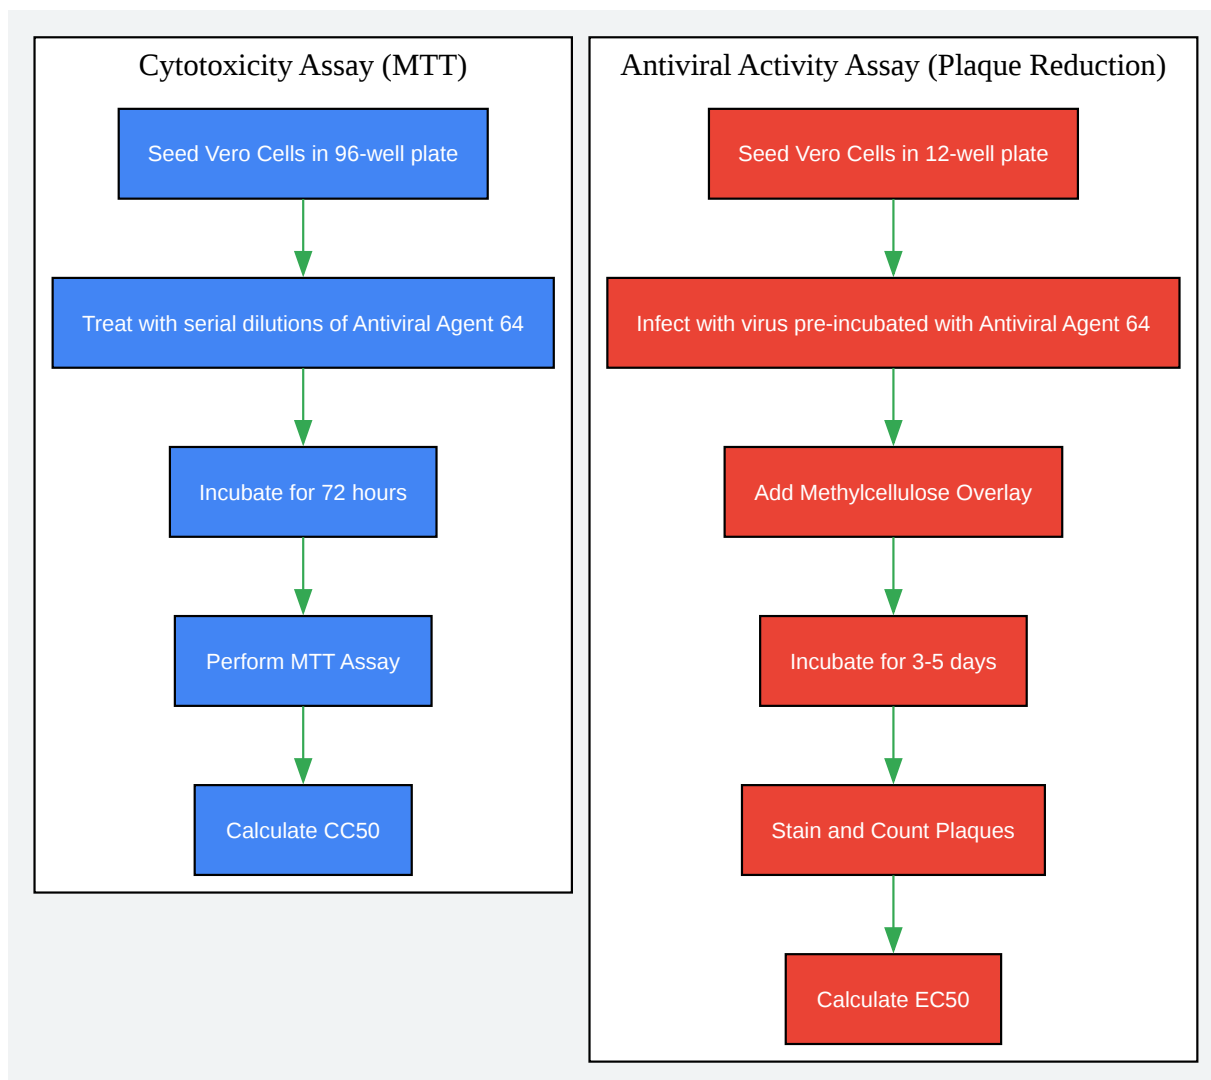 Cytotoxicity Assay (MTT)
Seed Vero Cells in 96-well plate
Treat with serial dilutions of Antiviral Agent 64
Incubate for 72 hours
Perform MTT Assay
Calculate CC50
Antiviral Activity Assay (Plaque Reduction)
Seed Vero Cells in 12-well plate
Infect with virus pre-incubated with Antiviral Agent 64
Add Methylcellulose Overlay
Incubate for 3-5 days
Stain and Count Plaques
Calculate EC50